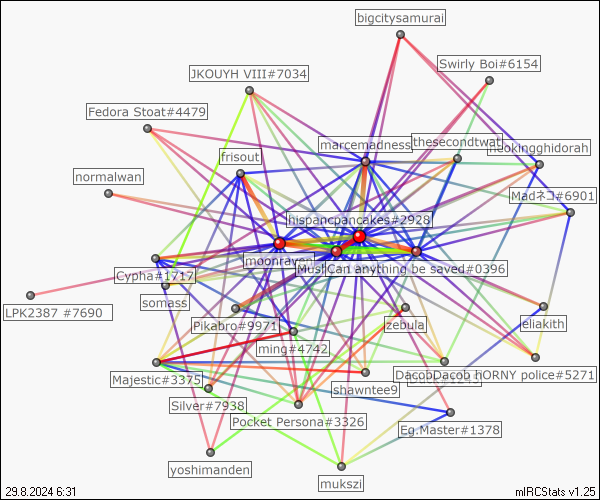 bigcitysamurai
Swirly Boi#6154
JKOUYH VIII#7034
Fedora Stoat#4479
marcemadness
thesecondtwat
neokingghidorah
frisout
normalwan
Madネコ#6901
hispancpancakes#2928
moonraven
Can anything be saved#0396
Cypha#1717
somass
LPK2387 #7690
Pikabro#9971
zebula
eliakith
ming#4742
Majestic#3375
shawntee9
DacobDacob
hORNY police#5271
Silver#7938
Pocket Persona#3326
Eg.Master#1378
yoshimanden
mukszi
29.8.2024 6:31
mIRCStats v1.25